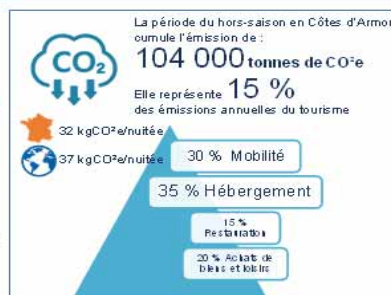 La période du hors-saison en Côtes d'Armor
cumule l'émission de :
104 000 tonnes de CO²e
Elle représente 15 %
des émissions annuelles du tourisme
CO₂
32 kgCO²e/nuitée
37 kgCO²e/nuitée
30 % Mobilité
35 % Hébergement
15 %
Restauration
20 % Achats de
biens et loisirs